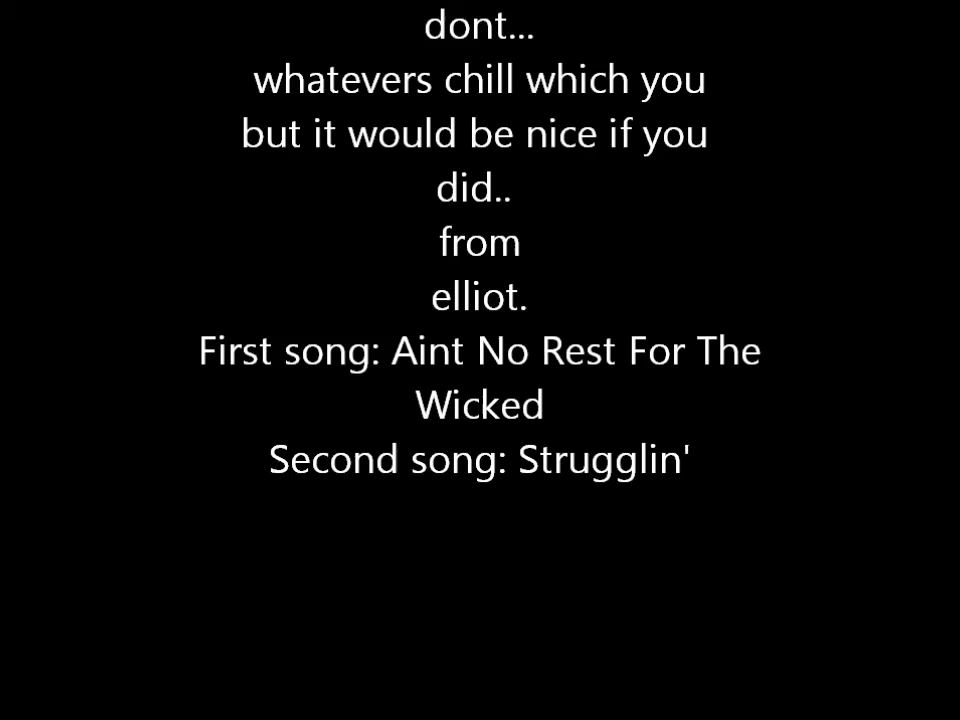 dont...
whatevers chill which you
but it would be nice if you
did..
from
elliot.
First song: Aint No Rest For The
Wicked
Second song: Strugglin'